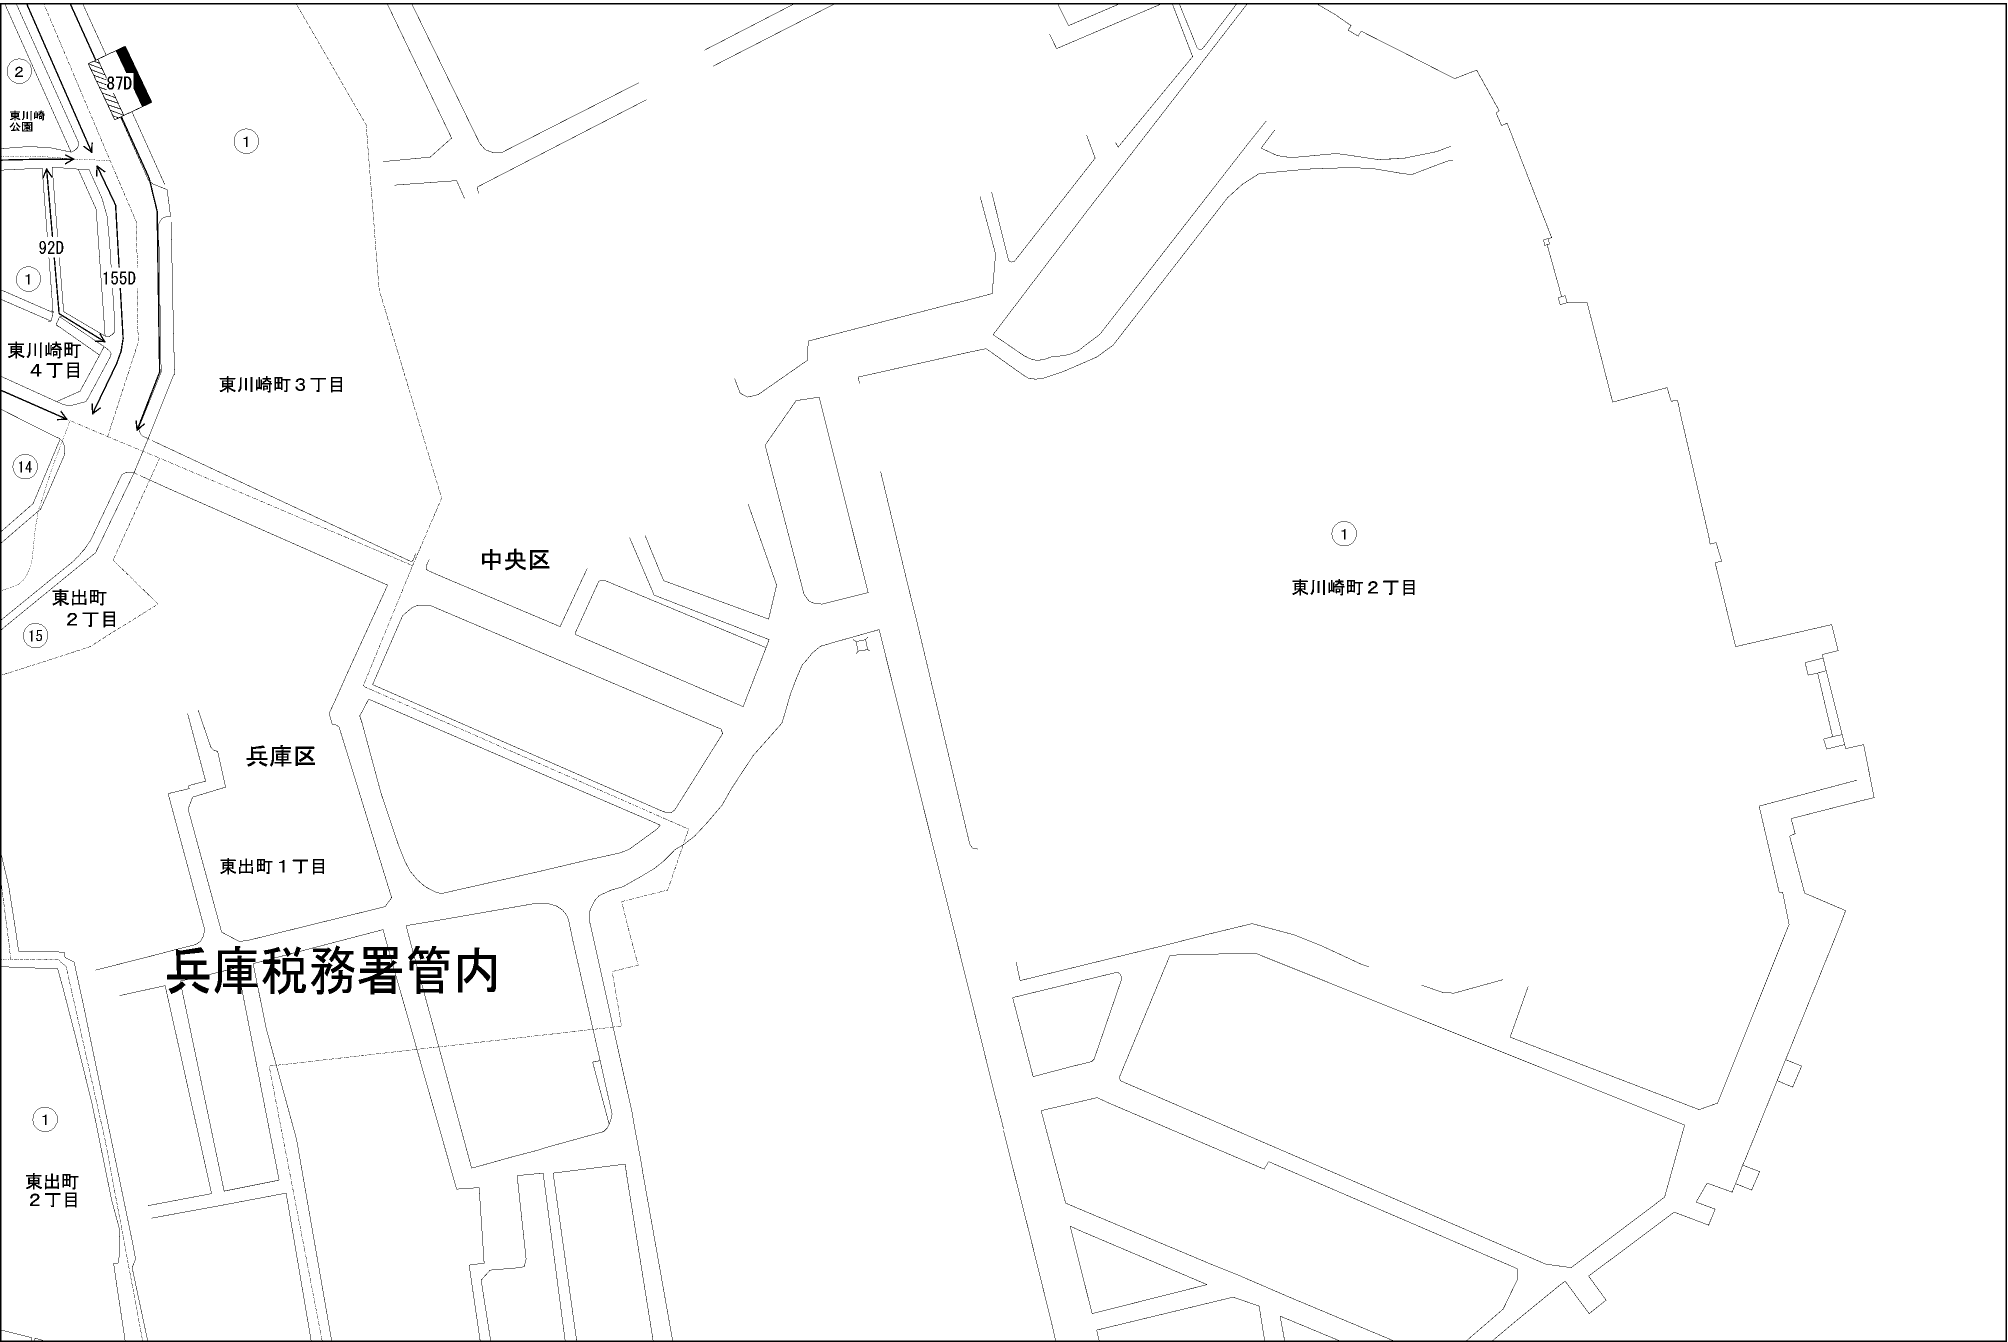 2
87D
東川崎
公園
1
92D
155D
1
東川崎町
4丁目
東川崎町3丁目
14
中央区
1
東川崎町2丁目
東出町
2丁目
15
兵庫区
東出町1丁目
兵庫税務署管内
1
東出町
2丁目